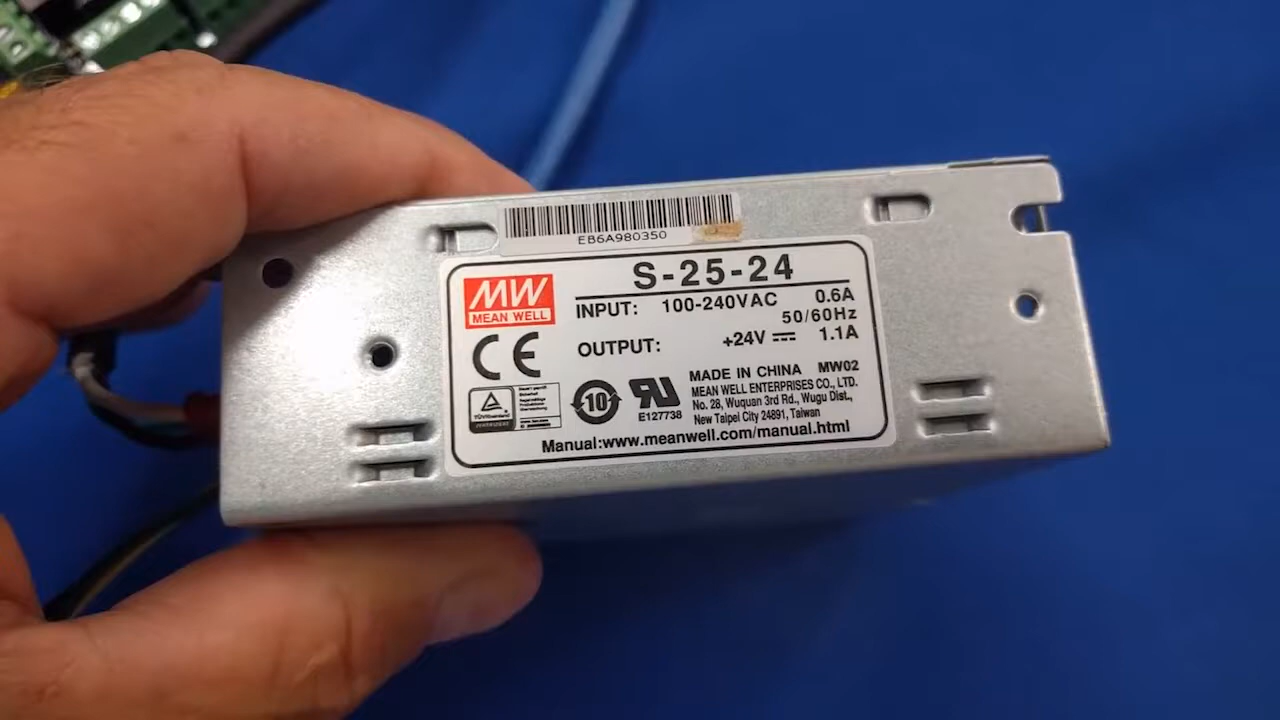 EB6A980350
S-25-24
MW
MEAN WELL
INPUT: 100-240VAC 0.6A
50/60Hz
OUTPUT: +24V 1.1A
CE
MADE IN CHINA MW02
MEAN WELL ENTERPRISES CO., LTD.
No. 28, Wuquan 3rd Rd., Wugu Dist.,
New Taipei City 24891, Taiwan
10
E127738
Manual:www.meanwell.com/manual.html